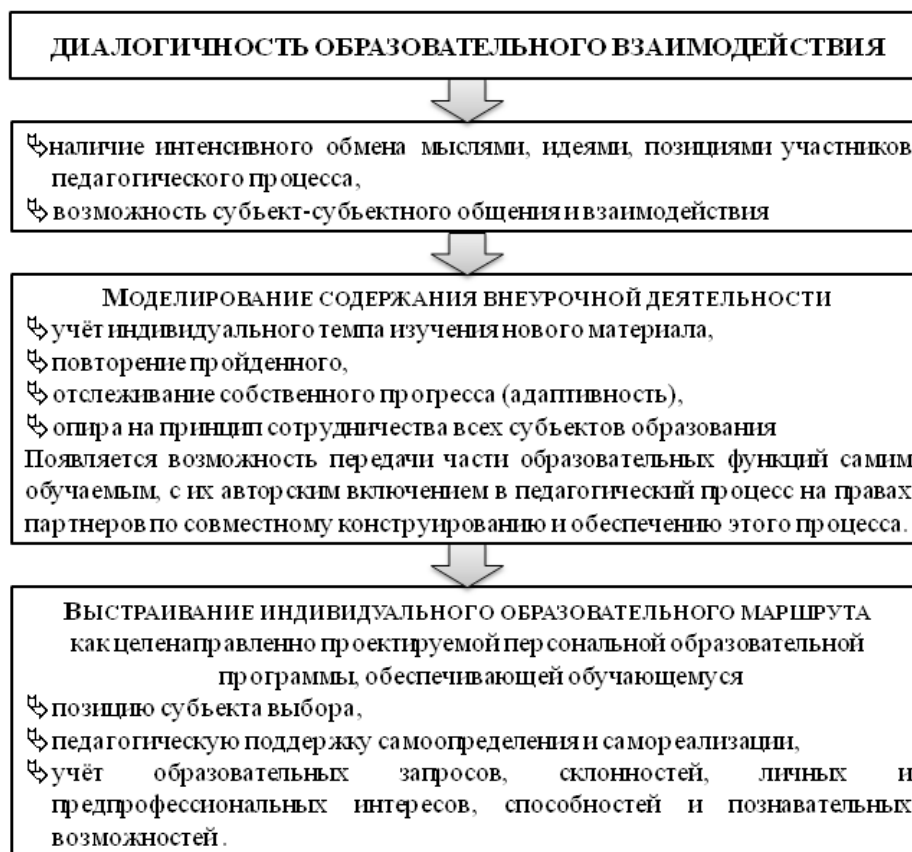 ДИАЛОГИЧНОСТЬ ОБРАЗОВАТЕЛЬНОГО ВЗАИМОДЕЙСТВИЯ
наличие интенсивного обмена мыслями, идеями, позициями участников
педагогического процесса,
возможность субъект-субъектного общения и взаимодействия
МОДЕЛИРОВАНИЕ СОДЕРЖАНИЯ ВНЕУРОЧНОЙ ДЕЯТЕЛЬНОСТИ
учёт индивидуального темпа изучения нового материала,
повторение пройденного,
отслеживание собственного прогресса (адаптивность),
опира на принцип сотрудничества всех субъектов образования
Появляется возможность передачи части образовательных функций самим
обучаемым, с их авторским включением в педагогический процесс на правах
партнеров по совместному конструированию и обеспечению этого процесса.
ВЫСТРАИВАНИЕ ИНДИВИДУАЛЬНОГО ОБРАЗОВАТЕЛЬНОГО МАРШРУТА
как целенаправленно проектируемой персональной образовательной
программы, обеспечивающей обучающемуся
позицию субъекта выбора,
педагогическую поддержку самоопределения и самореализации,
учёт образовательных запросов, склонностей, личных и
предпрофессиональных интересов, способностей и познавательных
возможностей.